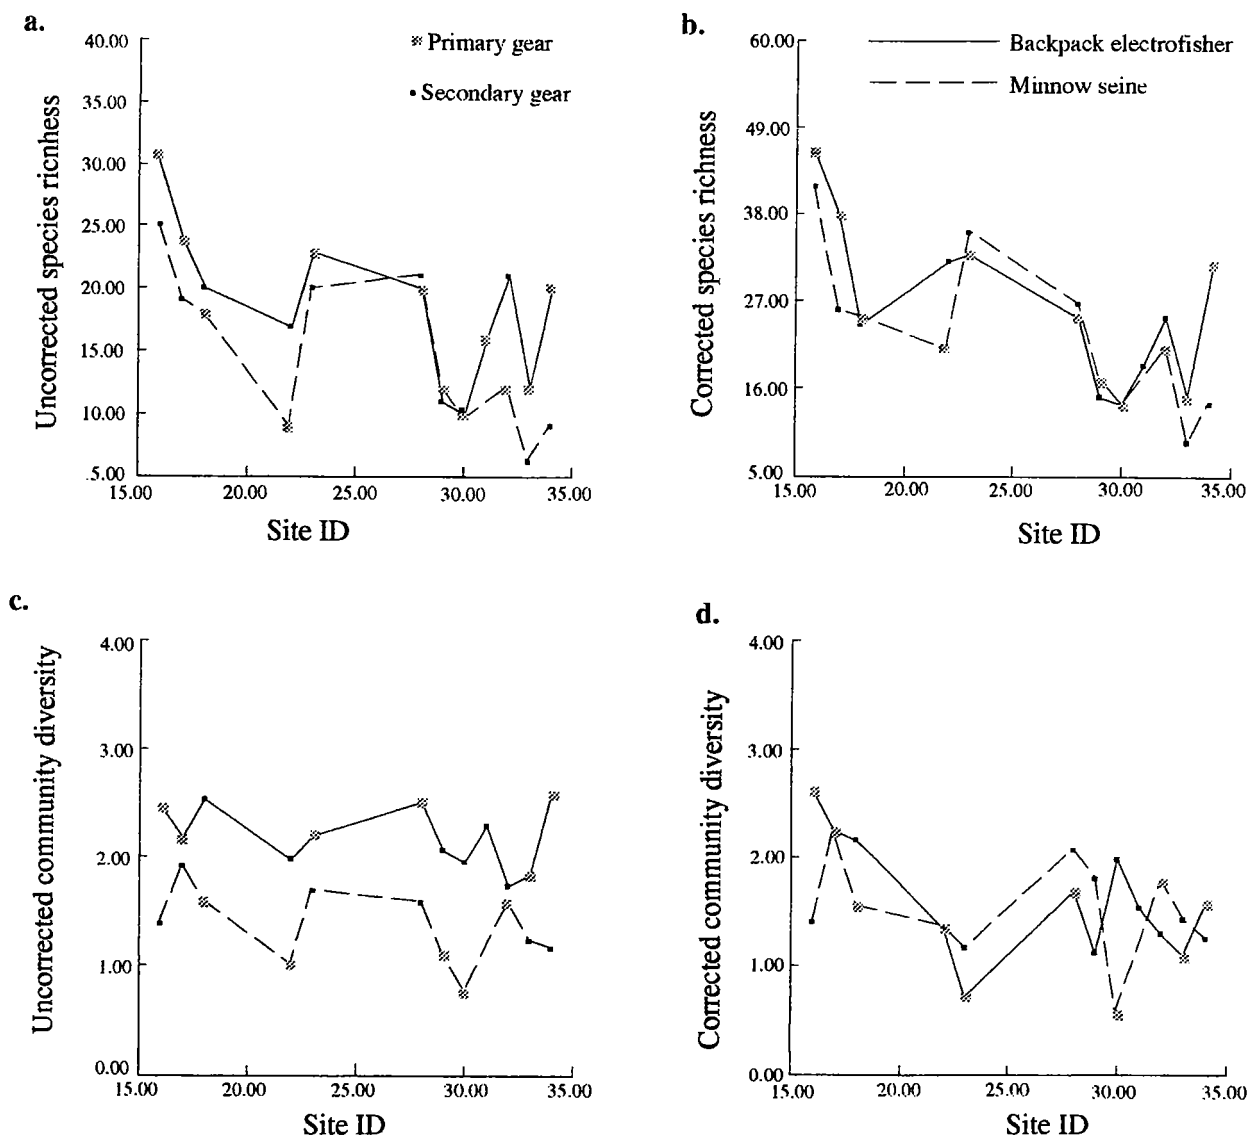 a.
40.00
35.00
30.00
25.00
20.00
15.00
10.00
.5.00
15.00 20.00 25.00 30.00 35.00
Uncorrected species ricnhess
Site ID
Primary gear
Secondary gear
b.
60.00
49.00
38.00
27.00
16.00
5.00
15.00 20.00 25.00 30.00 35.00
Corrected species richness
Site ID
Backpack electrofisher
Minnow seine
c.
4.00
3.00
2.00
1.00
0.00
15.00 20.00 25.00 30.00 35.00
Uncorrected community diversity
Site ID
d.
4.00
3.00
2.00
1.00
0.00
15.00 20.00 25.00 30.00 35.00
Corrected community diversity
Site ID